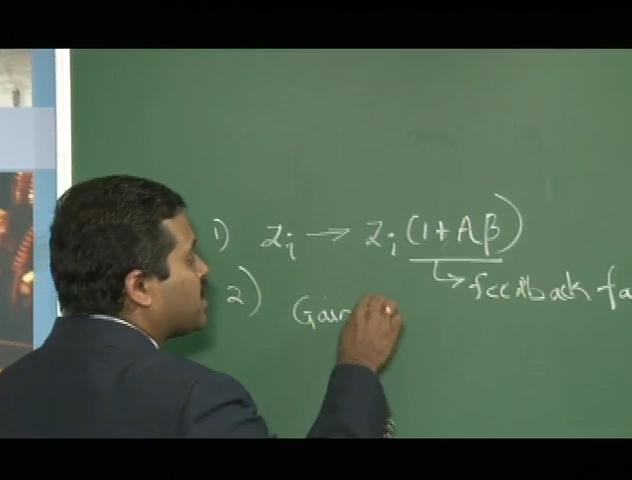 1) Zi → Zi (1 + Aβ)
↳ feedback fa
2) Gain